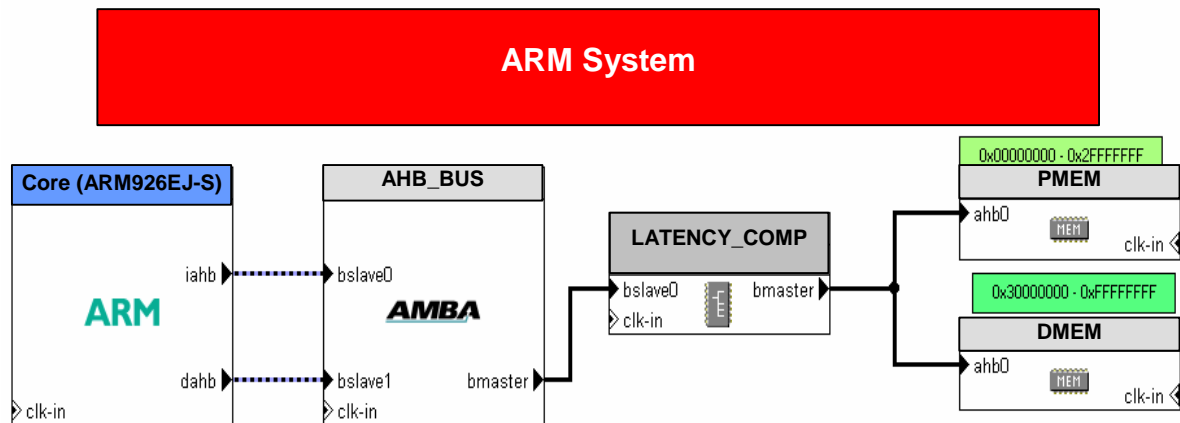 ARM System
Core (ARM926EJ-S)
iahb
ARM
dahb
clk-in
AHB_BUS
bslave0
AMBA
bslave1
bmaster
clk-in
LATENCY_COMP
bslave0
bmaster
clk-in
E
0x00000000 - 0x2FFFFFFF
PMEM
ahb0
MEM
clk-in
0x30000000 - 0xFFFFFFFF
DMEM
ahb0
MEM
clk-in